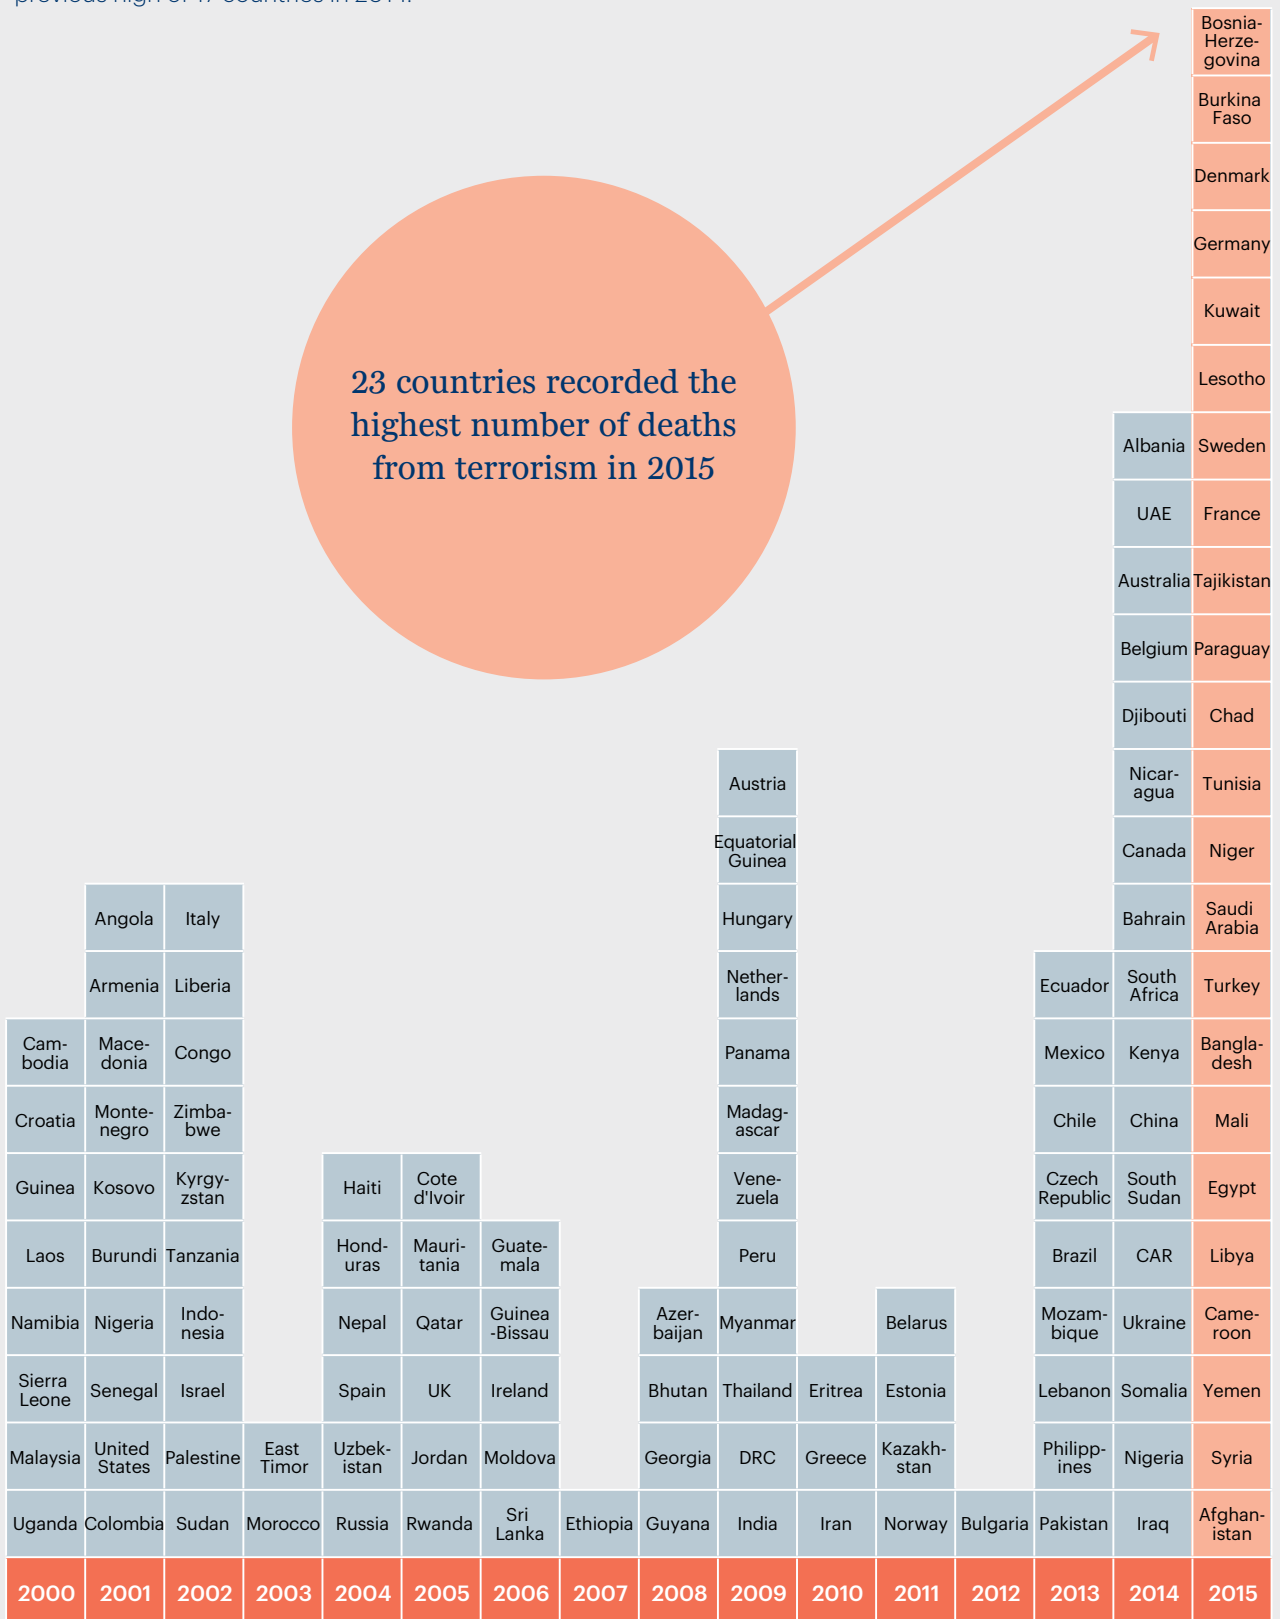 previous high of 17 countries in 2014.
23 countries recorded the
highest number of deaths
from terrorism in 2015
Cam-
bodia
Croatia
Guinea
Laos
Namibia
Sierra
Leone
Malaysia
Uganda
2000
Angola
Armenia
Mace-
donia
Monte-
negro
Kosovo
Burundi
Nigeria
Senegal
United
States
Colombia
2001
Italy
Liberia
Congo
Zimba-
bwe
Kyrgy-
zstan
Tanzania
Indo-
nesia
Israel
Palestine
Sudan
2002
East
Timor
Morocco
2003
Haiti
Hond-
uras
Nepal
Spain
Uzbek-
istan
Russia
2004
Cote
d'Ivoir
Mauri-
tania
Qatar
UK
Jordan
Rwanda
2005
Guate-
mala
Guinea
-Bissau
Ireland
Moldova
Sri
Lanka
2006
Ethiopia
2007
Azer-
baijan
Bhutan
Georgia
Guyana
2008
Austria
Equatorial
Guinea
Hungary
Nether-
lands
Panama
Madag-
ascar
Vene-
zuela
Peru
Myanmar
Thailand
DRC
India
2009
Eritrea
Greece
Iran
2010
Belarus
Estonia
Kazakh-
stan
Norway
2011
Bulgaria
2012
Ecuador
Mexico
Chile
Czech
Republic
Brazil
Mozam-
bique
Lebanon
Philipp-
ines
Pakistan
2013
Albania
UAE
Australia
Belgium
Djibouti
Nicar-
agua
Canada
Bahrain
South
Africa
Kenya
China
South
Sudan
CAR
Ukraine
Somalia
Nigeria
Iraq
2014
Bosnia-
Herze-
govina
Burkina
Faso
Denmark
Germany
Kuwait
Lesotho
Sweden
France
Tajikistan
Paraguay
Chad
Tunisia
Niger
Saudi
Arabia
Turkey
Bangla-
desh
Mali
Egypt
Libya
Came-
roon
Yemen
Syria
Afghan-
istan
2015